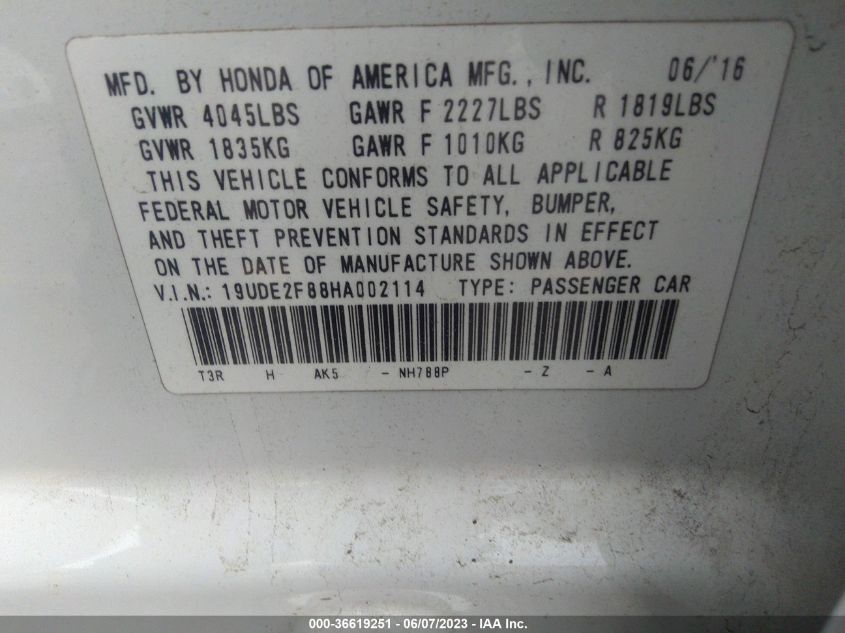 MFD. BY HONDA OF AMERICA MFG., INC. 06/'16
GVWR 4045LBS GAWR F 2227LBS R 1819LBS
GVWR 1835KG GAWR F 1010KG R 825KG
THIS VEHICLE CONFORMS TO ALL APPLICABLE
FEDERAL MOTOR VEHICLE SAFETY, BUMPER,
AND THEFT PREVENTION STANDARDS IN EFFECT
ON THE DATE OF MANUFACTURE SHOWN ABOVE.
V.I.N.: 19UDE2F88HA002114 TYPE: PASSENGER CAR
T3R H AK5 - NH788P - Z - A
000-36619251 - 06/07/2023 - IAA Inc.